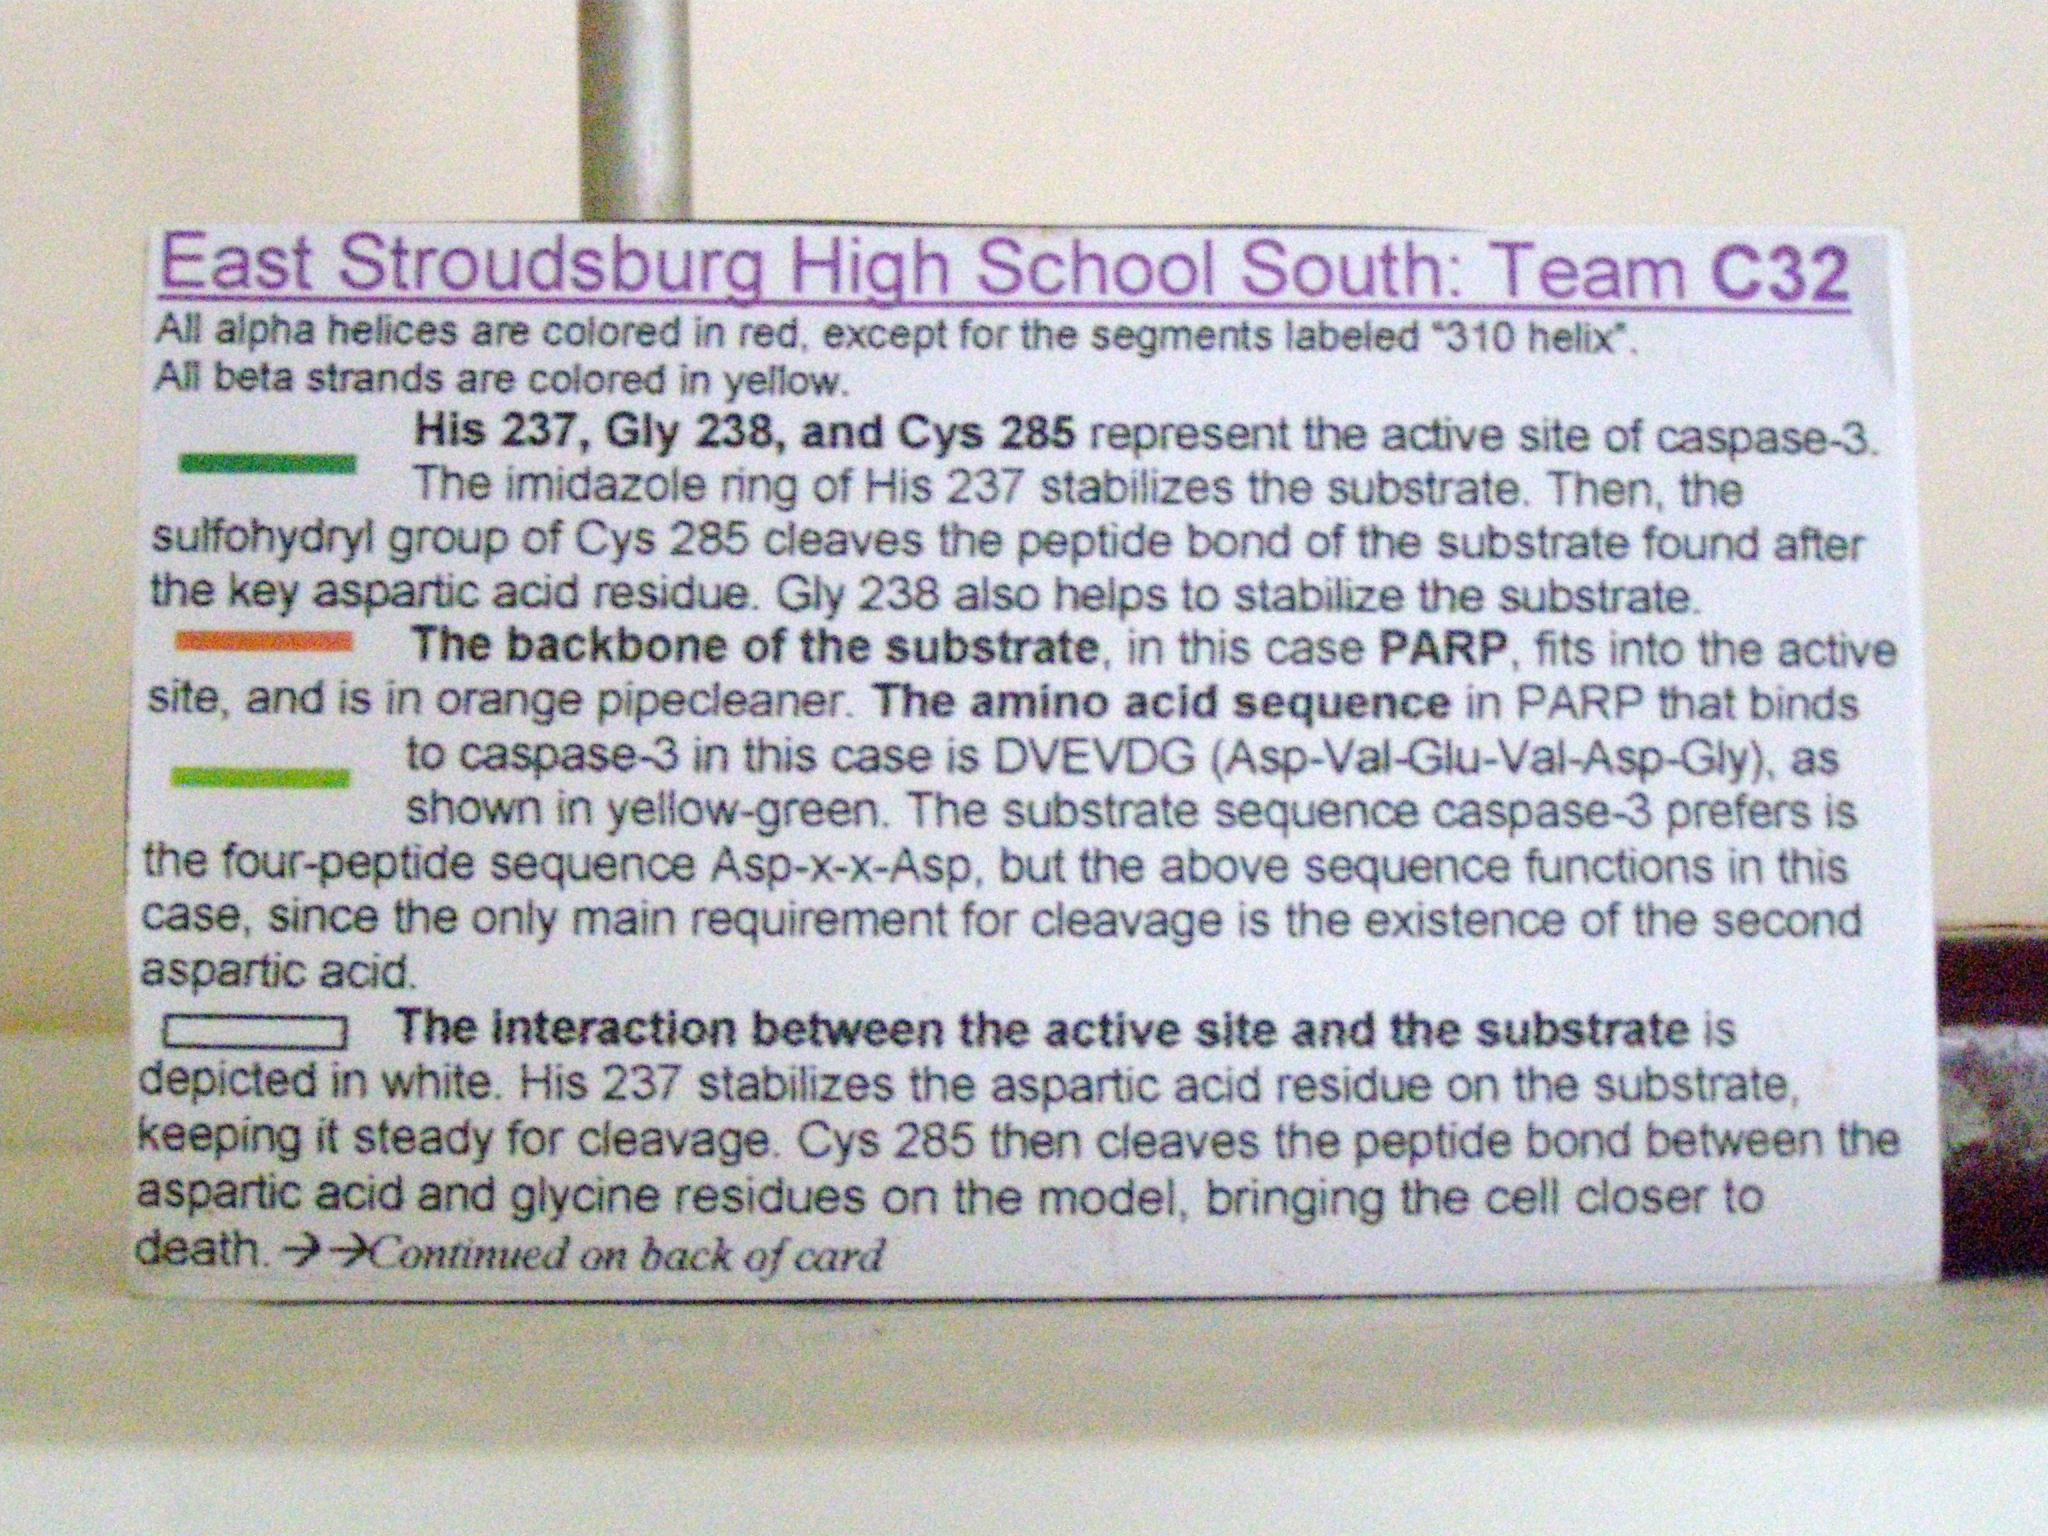 East Stroudsburg High School South: Team C32
All alpha helices are colored in red, except for the segments labeled “310 helix”.
All beta strands are colored in yellow.
His 237, Gly 238, and Cys 285 represent the active site of caspase-3.
The imidazole ring of His 237 stabilizes the substrate. Then, the
sulfohydryl group of Cys 285 cleaves the peptide bond of the substrate found after
the key aspartic acid residue. Gly 238 also helps to stabilize the substrate.
The backbone of the substrate, in this case PARP, fits into the active
site, and is in orange pipecleaner. The amino acid sequence in PARP that binds
to caspase-3 in this case is DVEVDG (Asp-Val-Glu-Val-Asp-Gly), as
shown in yellow-green. The substrate sequence caspase-3 prefers is
the four-peptide sequence Asp-x-x-Asp, but the above sequence functions in this
case, since the only main requirement for cleavage is the existence of the second
aspartic acid.
The interaction between the active site and the substrate is
depicted in white. His 237 stabilizes the aspartic acid residue on the substrate,
keeping it steady for cleavage. Cys 285 then cleaves the peptide bond between the
aspartic acid and glycine residues on the model, bringing the cell closer to
death. →→Continued on back of card